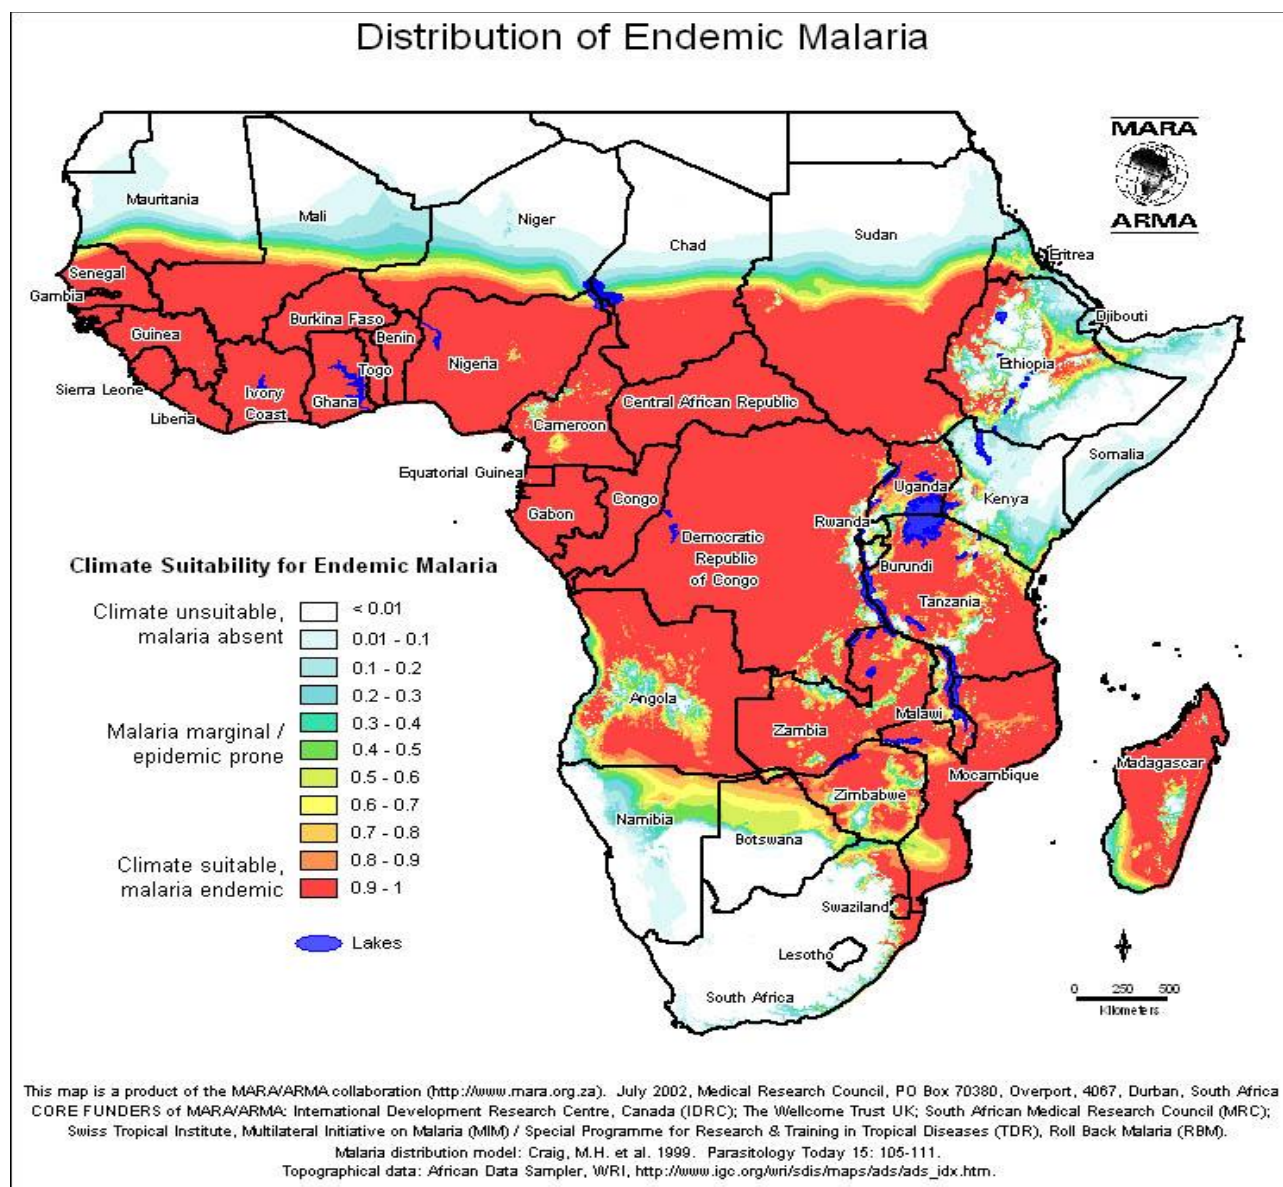 Distribution of Endemic Malaria
MARA
ARMA
Mauritania
Mali
Niger
Chad
Sudan
Eritrea
Senegal
Gambia
Burkina Faso
Djibouti
Guinea
Benin
Nigeria
Ethiopia
Togo
Sierra Leone
Ivory
Coast
Ghana
Central African Republic
Liberia
Cameroon
Somalia
Equatorial Guinea
Uganda
Kenya
Congo
Gabon
Rwanda
Democratic
Republic
of Congo
Burundi
Tanzania
Climate Suitability for Endemic Malaria
Climate unsuitable,
malaria absent
< 0.01
0.01 - 0.1
0.1 - 0.2
0.2 - 0.3
Malaria marginal /
epidemic prone
0.3 - 0.4
0.4 - 0.5
0.5 - 0.6
0.6 - 0.7
0.7 - 0.8
Climate suitable,
malaria endemic
0.8 - 0.9
0.9 - 1
Lakes
Angola
Malawi
Zambia
Madagascar
Mocambique
Zimbabwe
Namibia
Botswana
Swaziland
Lesotho
South Africa
0 250 500
Kilometers
This map is a product of the MARA/ARMA collaboration (http://www.mara.org.za). July 2002, Medical Research Council, PO Box 70380, Overport, 4067, Durban, South Africa
CORE FUNDERS of MARA/ARMA: International Development Research Centre, Canada (IDRC); The Wellcome Trust UK; South African Medical Research Council (MRC);
Swiss Tropical Institute, Multilateral Initiative on Malaria (MIM) / Special Programme for Research & Training in Tropical Diseases (TDR), Roll Back Malaria (RBM).
Malaria distribution model: Craig, M.H. et al. 1999. Parasitology Today 15: 105-111.
Topographical data: African Data Sampler, WRI, http://www.igc.org/wri/sdis/maps/ads/ads_idx.htm.